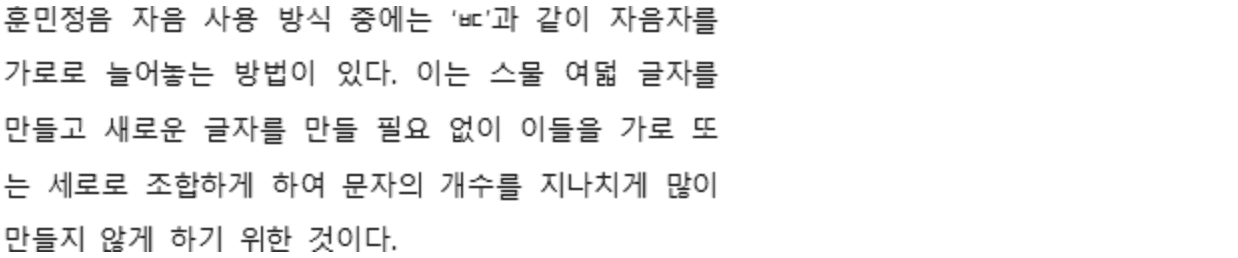 훈민정음 자음 사용 방식 중에는 ‘ㅳ’과 같이 자음자를
가로로 늘어놓는 방법이 있다. 이는 스물 여덟 글자를
만들고 새로운 글자를 만들 필요 없이 이들을 가로 또
는 세로로 조합하게 하여 문자의 개수를 지나치게 많이
만들지 않게 하기 위한 것이다.